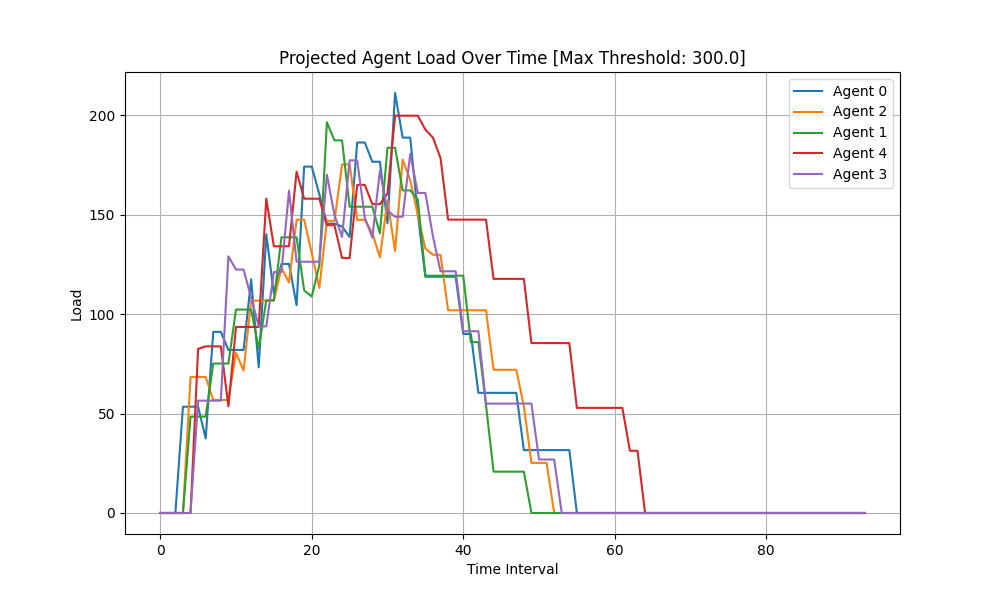 Projected Agent Load Over Time [Max Threshold: 300.0]
Agent 0
Agent 2
Agent 1
Agent 4
Agent 3
Load
200
150
100
50
0
0 20 40 60 80
Time Interval